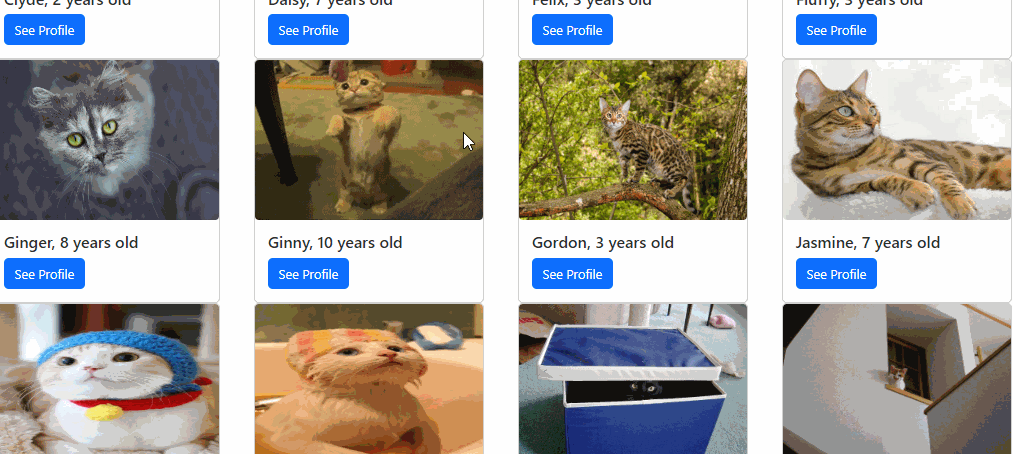 Clyde, 2 years old
Daisy, 7 years old
Felix, 3 years old
Fluffy, 3 years old
See Profile
See Profile
See Profile
See Profile
Ginger, 8 years old
Ginny, 10 years old
Gordon, 3 years old
Jasmine, 7 years old
See Profile
See Profile
See Profile
See Profile